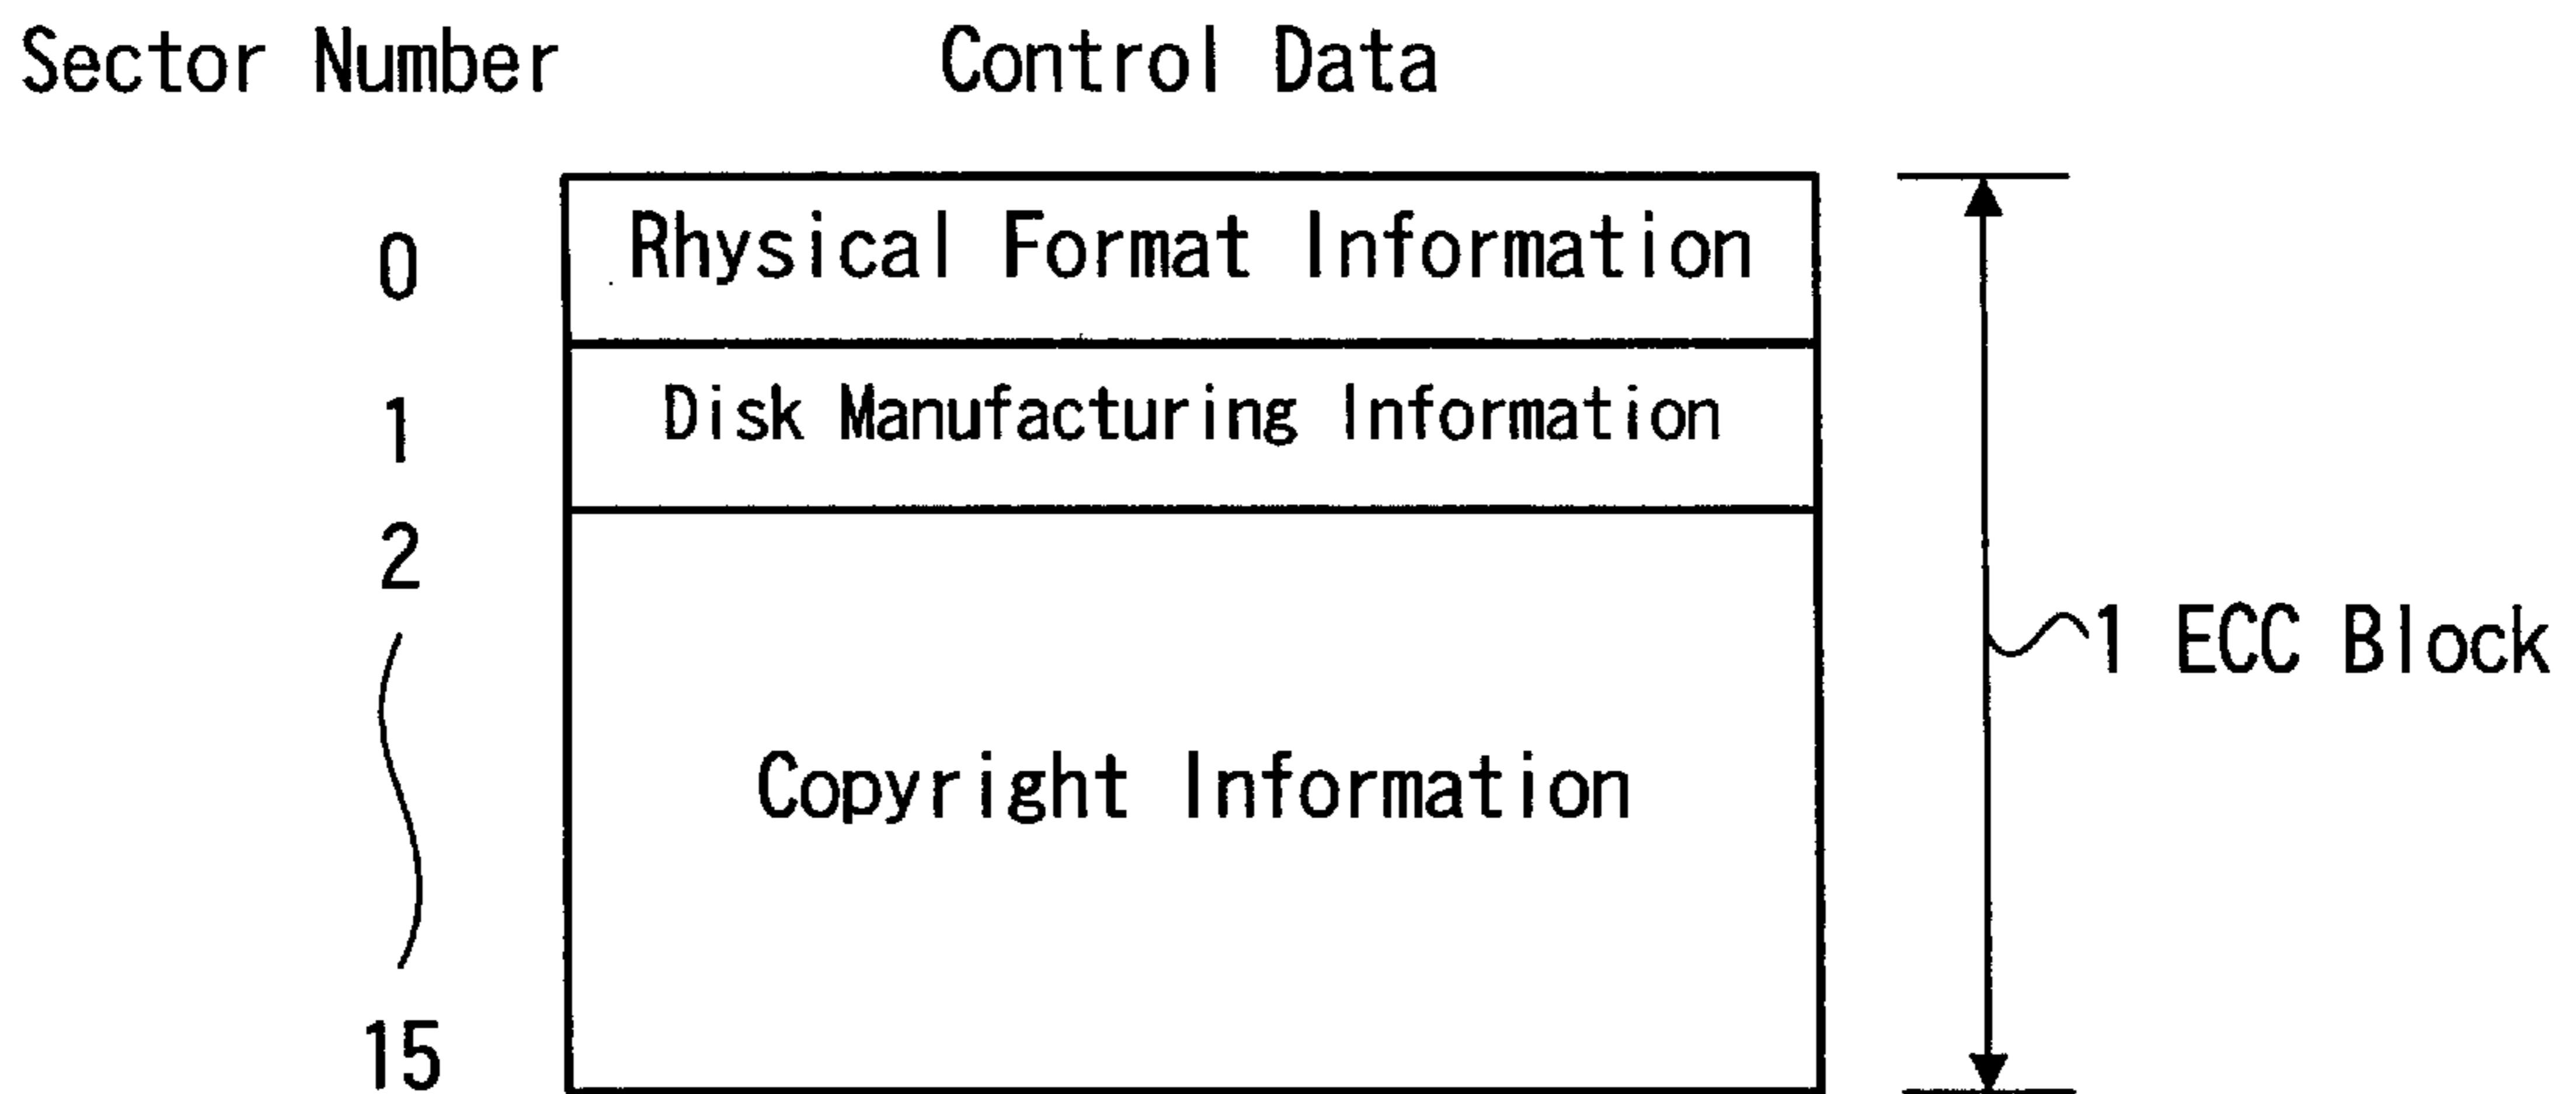 Sector Number Control Data
0 Rhysical Format Information
1 Disk Manufacturing Information
2
1 ECC Block
Copyright Information
15